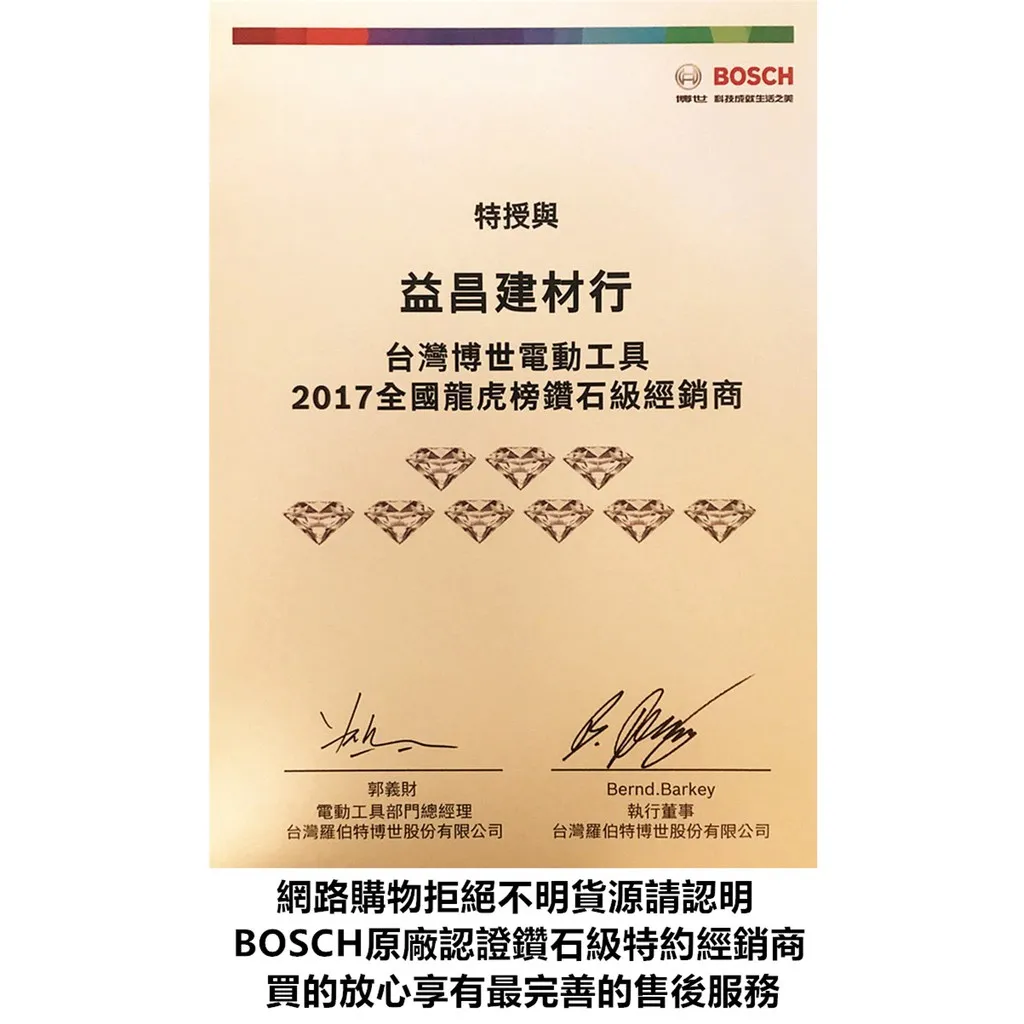 BOSCH
博世 科技成就生活之美
特授與
益昌建材行
台灣博世電動工具
2017全國龍虎榜鑽石級經銷商
郭義財
電動工具部門總經理
台灣羅伯特博世股份有限公司
Bernd.Barkey
執行董事
台灣羅伯特博世股份有限公司
網路購物拒絕不明貨源請認明
BOSCH原廠認證鑽石級特約經銷商
買的放心享有最完善的售後服務